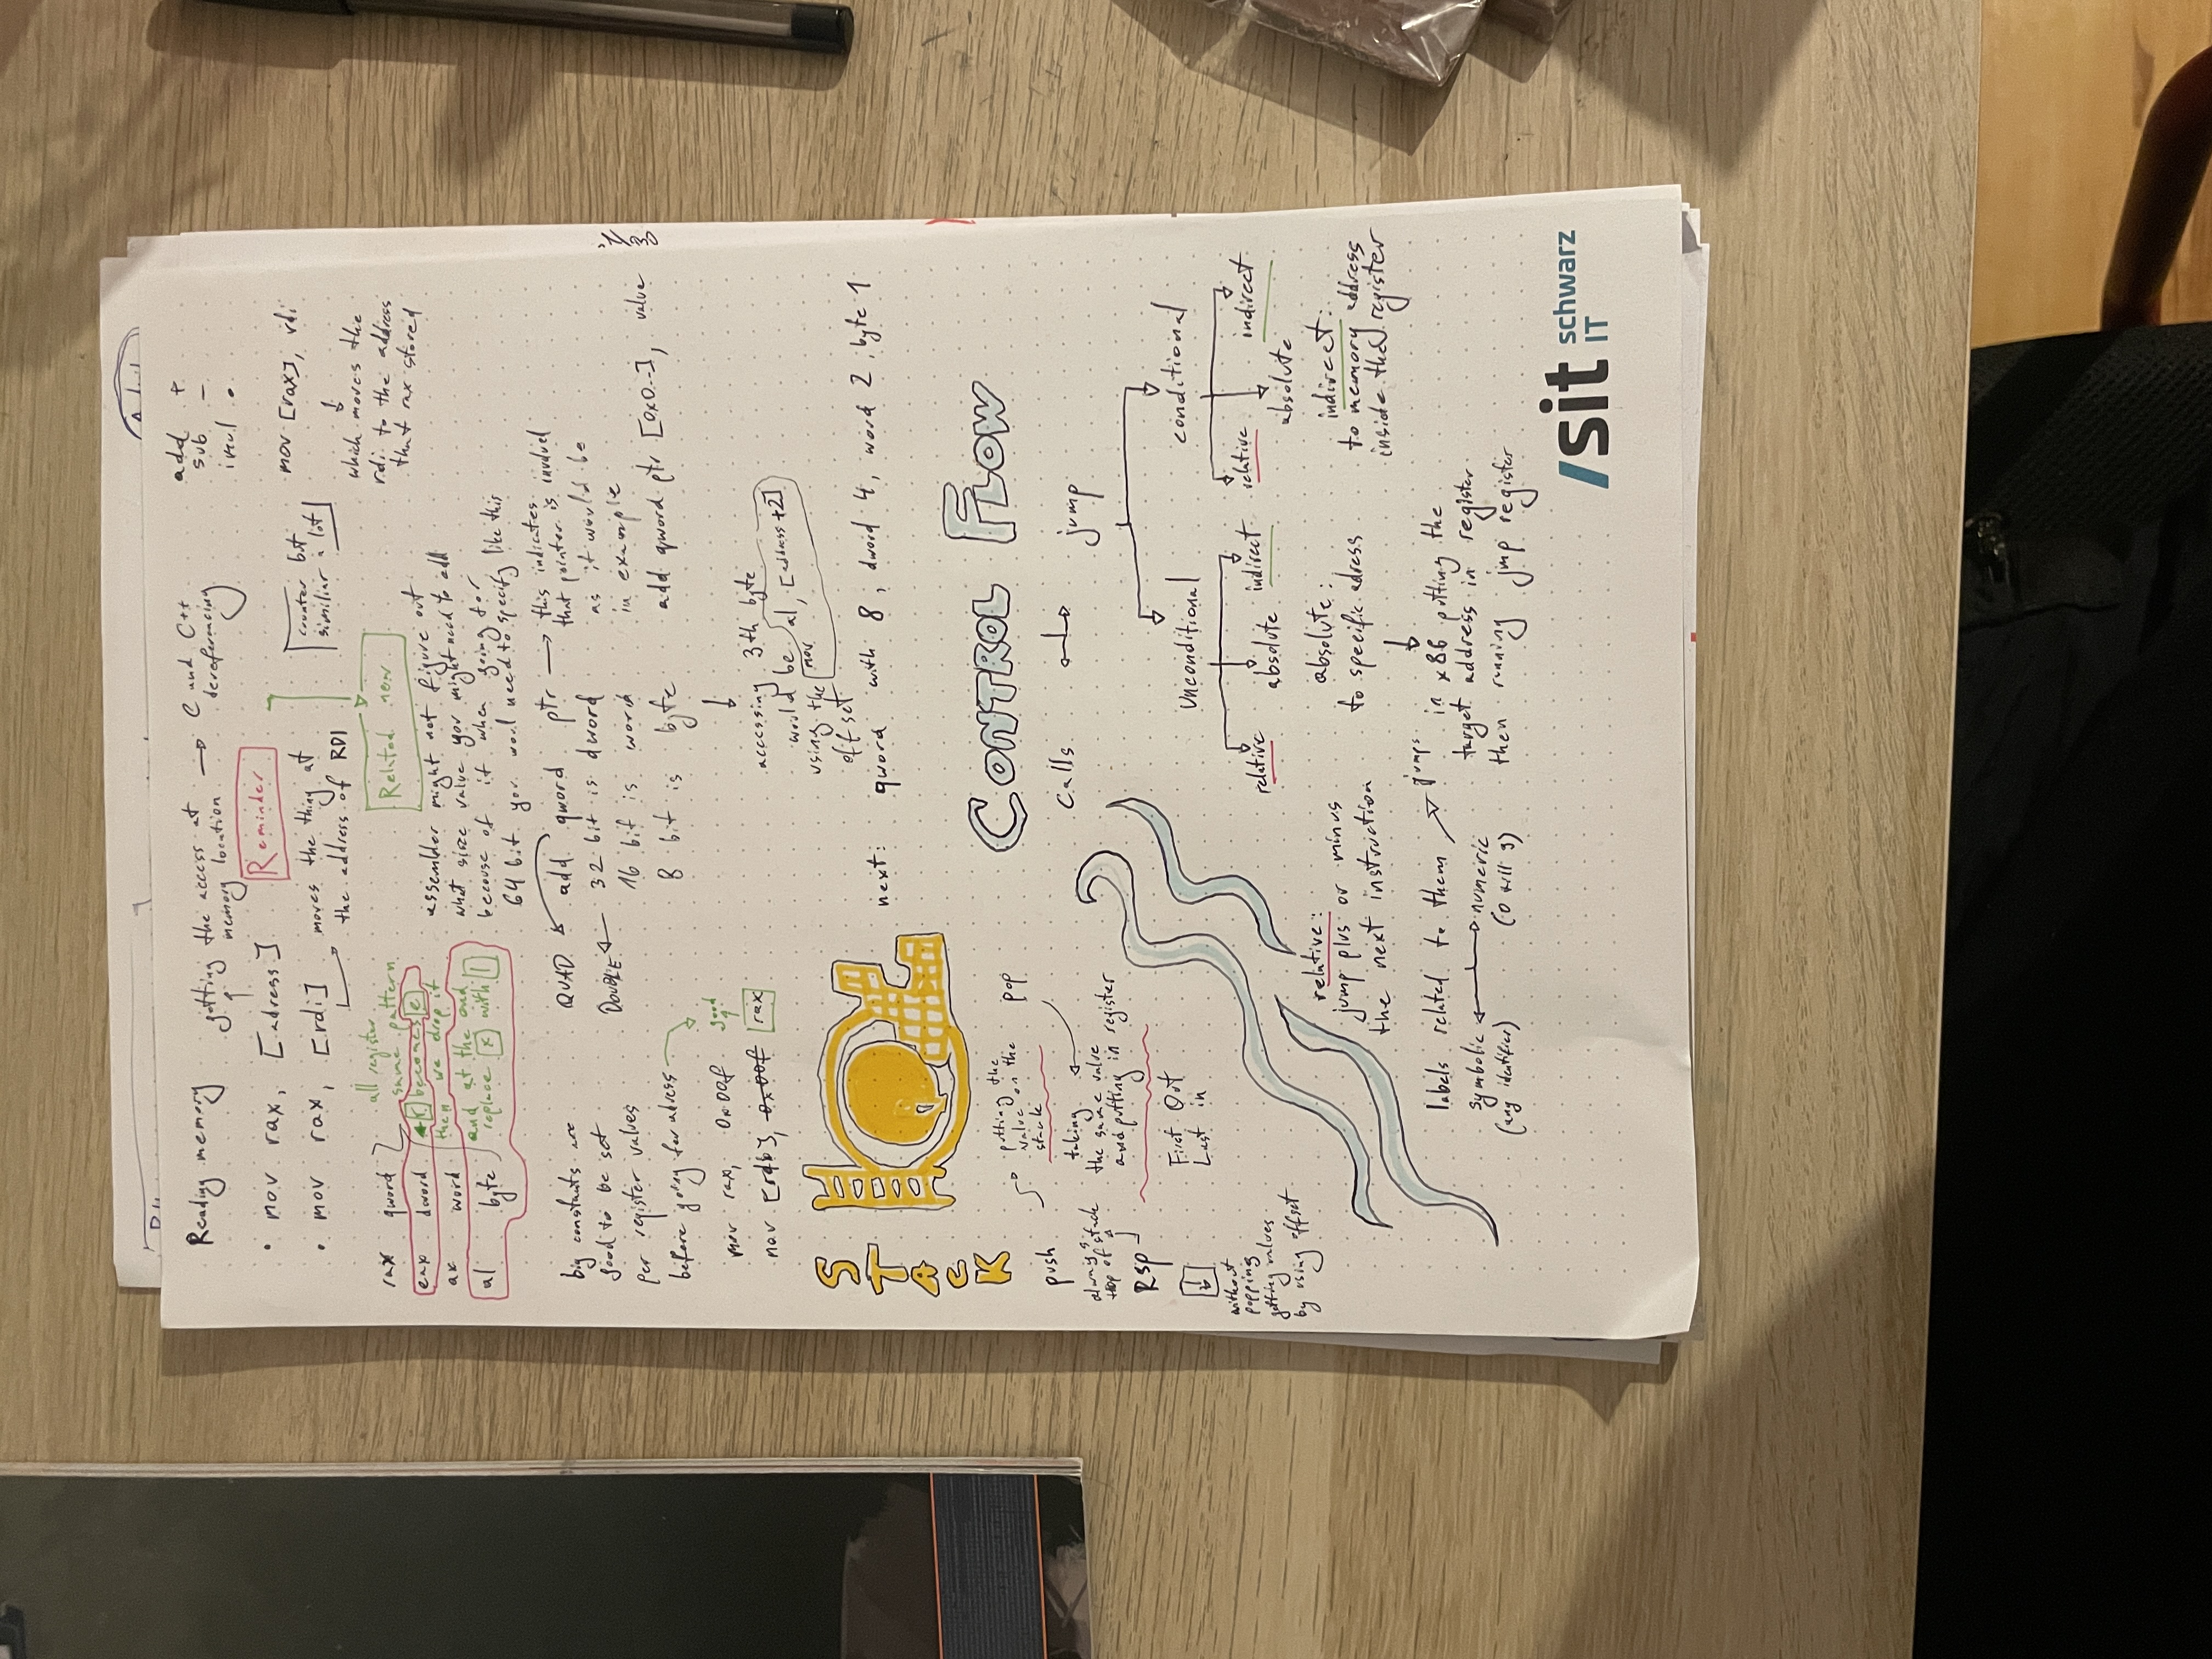 Reading memory
getting the access at
memory location
C und C++
dereferencing
add +
sub -
imul •
• mov rax, [adress]
Reminder
• mov rax, [rdi]
moves the thing at
the address of RDI
counter but
similiar a lot
mov [rax], rdi
which moves the
rdi to the address
that rax stored
Related new
rax qword
eax dword
ax word
al byte
all register
same pattern
r becomes e
then we drop it
and at the end
replace x with l
assembler might not figure out
what size value you might need to add
because of it when going for
64 bit you woul need to specify like this
big constants are
good to be set
per register values
before going for adress
mov rax, 0x00f
good
mov [rdb], 0x00f rax
QUAD
add qword ptr
DOUBLE
32 bit is dword
16 bit is word
8 bit is byte
this indicates
that pointer is involved
as it would be
in example
add qword ptr [0x0--], value
1/3
accessing 3th byte
would be
using the
offset
mov al, [address+2]
next: qword with 8, dword 4, word 2, byte 1
STACK
push
putting the
value on the
stack
pop
taking
the same value
and putting in register
always
top of stack
Rsp
First Out
Last in
without
popping
getting values
by using offset
CONTROL FLOW
Calls
jump
Unconditional
conditional
relative
absolute
indirect
relative
absolute
indirect
relative:
jump plus or minus
the next instruction
absolute:
to specific adress
indirect:
to memory address
inside the register
labels related to them
jumps
symbolic
(any identifier)
numeric
(0 till 9)
in x86 putting the
target address in register
then running jmp register
/sit schwarz
IT